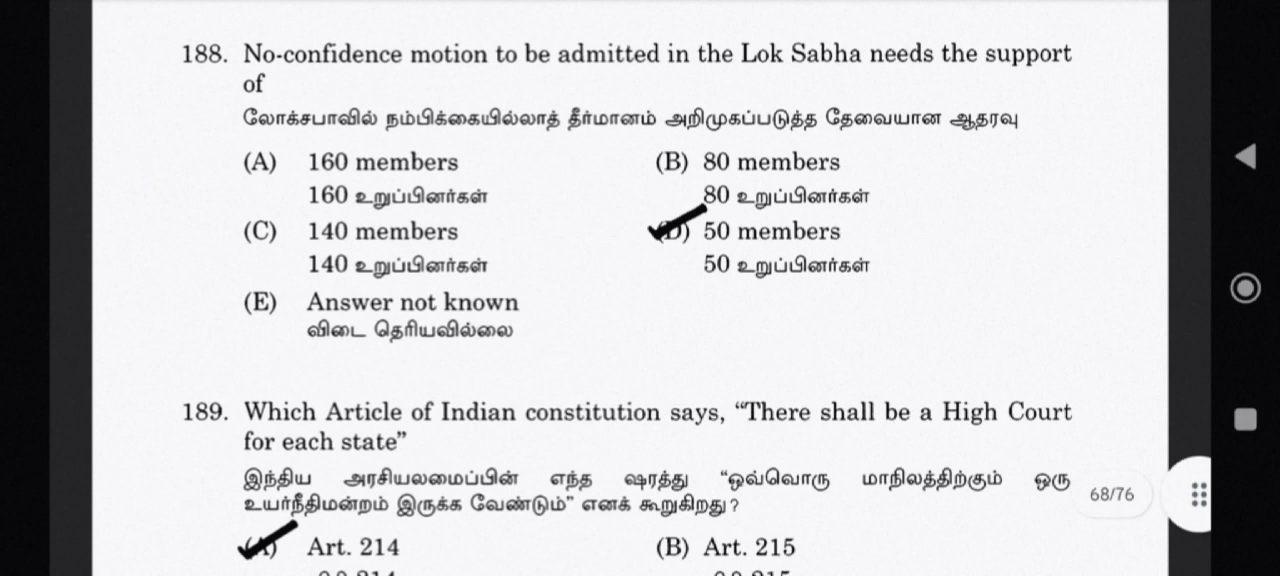 188. No-confidence motion to be admitted in the Lok Sabha needs the support
of
லோக்சபாவில் நம்பிக்கையில்லாத் தீர்மானம் அறிமுகப்படுத்த தேவையான ஆதரவு
(A) 160 members (B) 80 members
160 உறுப்பினர்கள் 80 உறுப்பினர்கள்
(C) 140 members (D) 50 members
140 உறுப்பினர்கள் 50 உறுப்பினர்கள்
(E) Answer not known
விடை தெரியவில்லை
189. Which Article of Indian constitution says, “There shall be a High Court
for each state”
இந்திய அரசியலமைப்பின் எந்த ஷரத்து “ஒவ்வொரு மாநிலத்திற்கும் ஒரு
உயர்நீதிமன்றம் இருக்க வேண்டும்” எனக் கூறுகிறது?
68/76
(A) Art. 214 (B) Art. 215